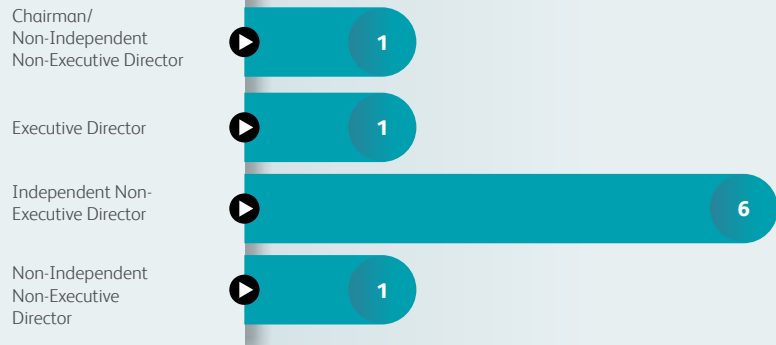 Chairman/
Non-Independent
Non-Executive Director
1
Executive Director
1
Independent Non-
Executive Director
6
Non-Independent
Non-Executive
Director
1